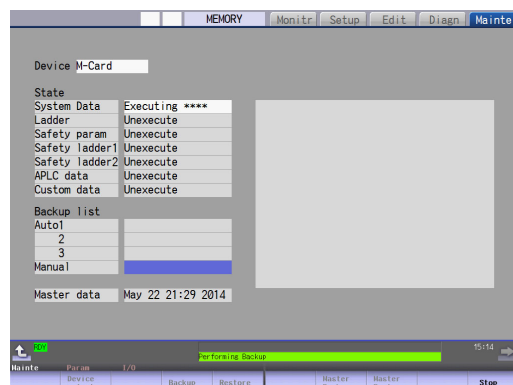 MEMORY Monitr Setup Edit Diagn Mainte
Device M-Card
State
System Data Executing ****
Ladder Unexecute
Safety param Unexecute
Safety ladder1 Unexecute
Safety ladder2 Unexecute
APLC data Unexecute
Custom data Unexecute
Backup list
Auto1
2
3
Manual
Master data May 22 21:29 2014
RDY 15:14
Performing Backup
Mainte Param I/O
Device Backup Restore Master Master Stop